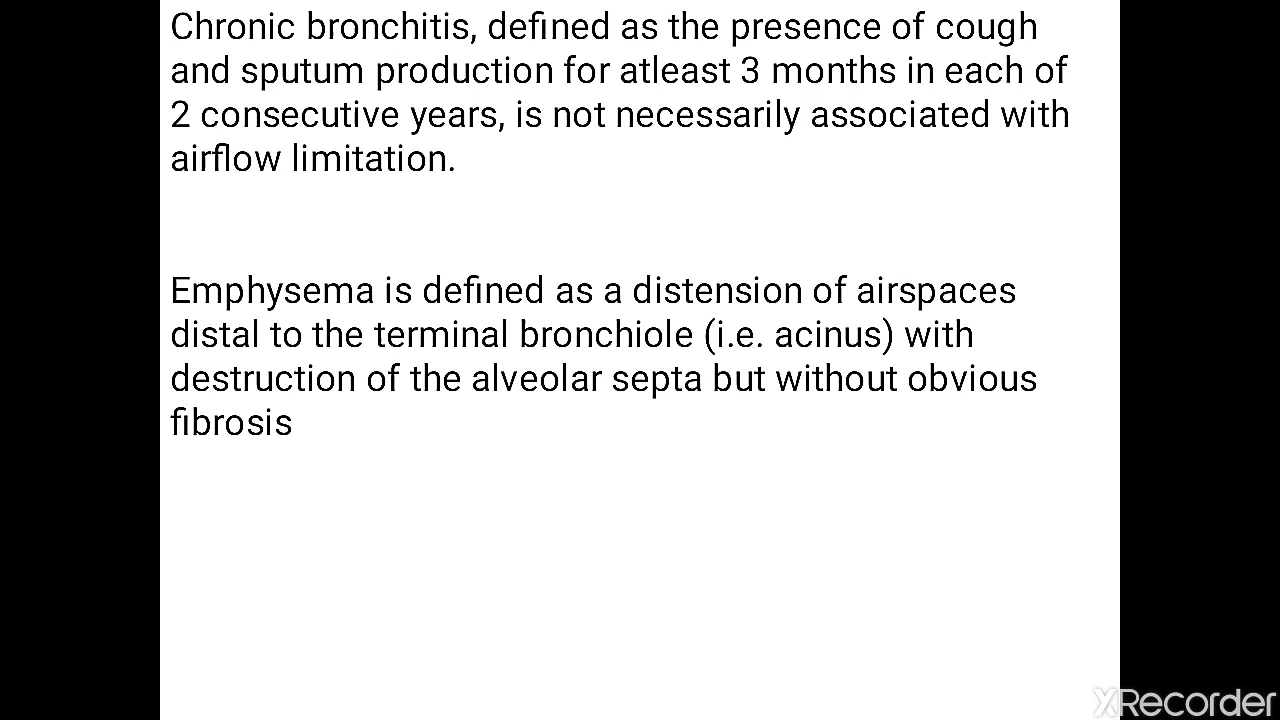 Chronic bronchitis, defined as the presence of cough
and sputum production for atleast 3 months in each of
2 consecutive years, is not necessarily associated with
airflow limitation.
Emphysema is defined as a distension of airspaces
distal to the terminal bronchiole (i.e. acinus) with
destruction of the alveolar septa but without obvious
fibrosis
XRecorder